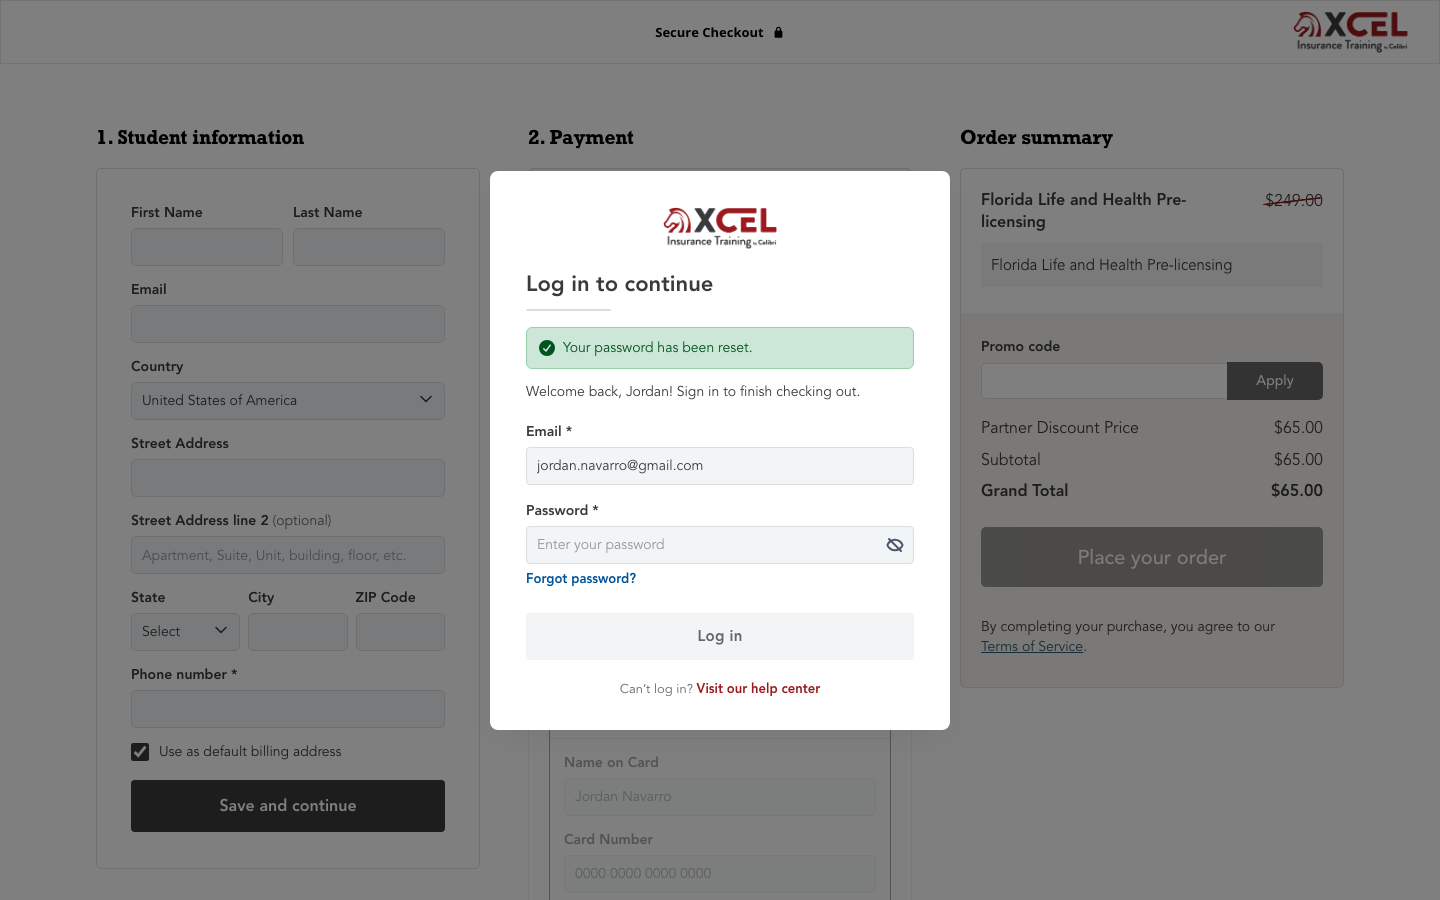 Secure Checkout
XCEL
Insurance Training by Colibri
1. Student information
First Name
Last Name
Email
Country
United States of America
Street Address
Street Address line 2 (optional)
Apartment, Suite, Unit, building, floor, etc.
State
City
ZIP Code
Select
Phone number *
Use as default billing address
Save and continue
2. Payment
XCEL
Insurance Training by Colibri
Log in to continue
Your password has been reset.
Welcome back, Jordan! Sign in to finish checking out.
Email *
jordan.navarro@gmail.com
Password *
Enter your password
Forgot password?
Log in
Can't log in? Visit our help center
Name on Card
Jordan Navarro
Card Number
0000 0000 0000 0000
Order summary
Florida Life and Health Pre-
licensing
$249.00
Florida Life and Health Pre-licensing
Promo code
Apply
Partner Discount Price
$65.00
Subtotal
$65.00
Grand Total
$65.00
Place your order
By completing your purchase, you agree to our
Terms of Service.